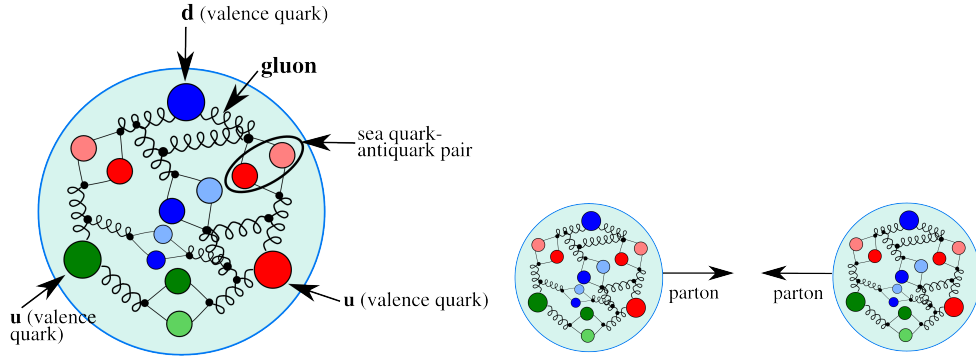 d (valence quark)
gluon
sea quark-
antiquark pair
u (valence quark)
u (valence
quark)
parton
parton